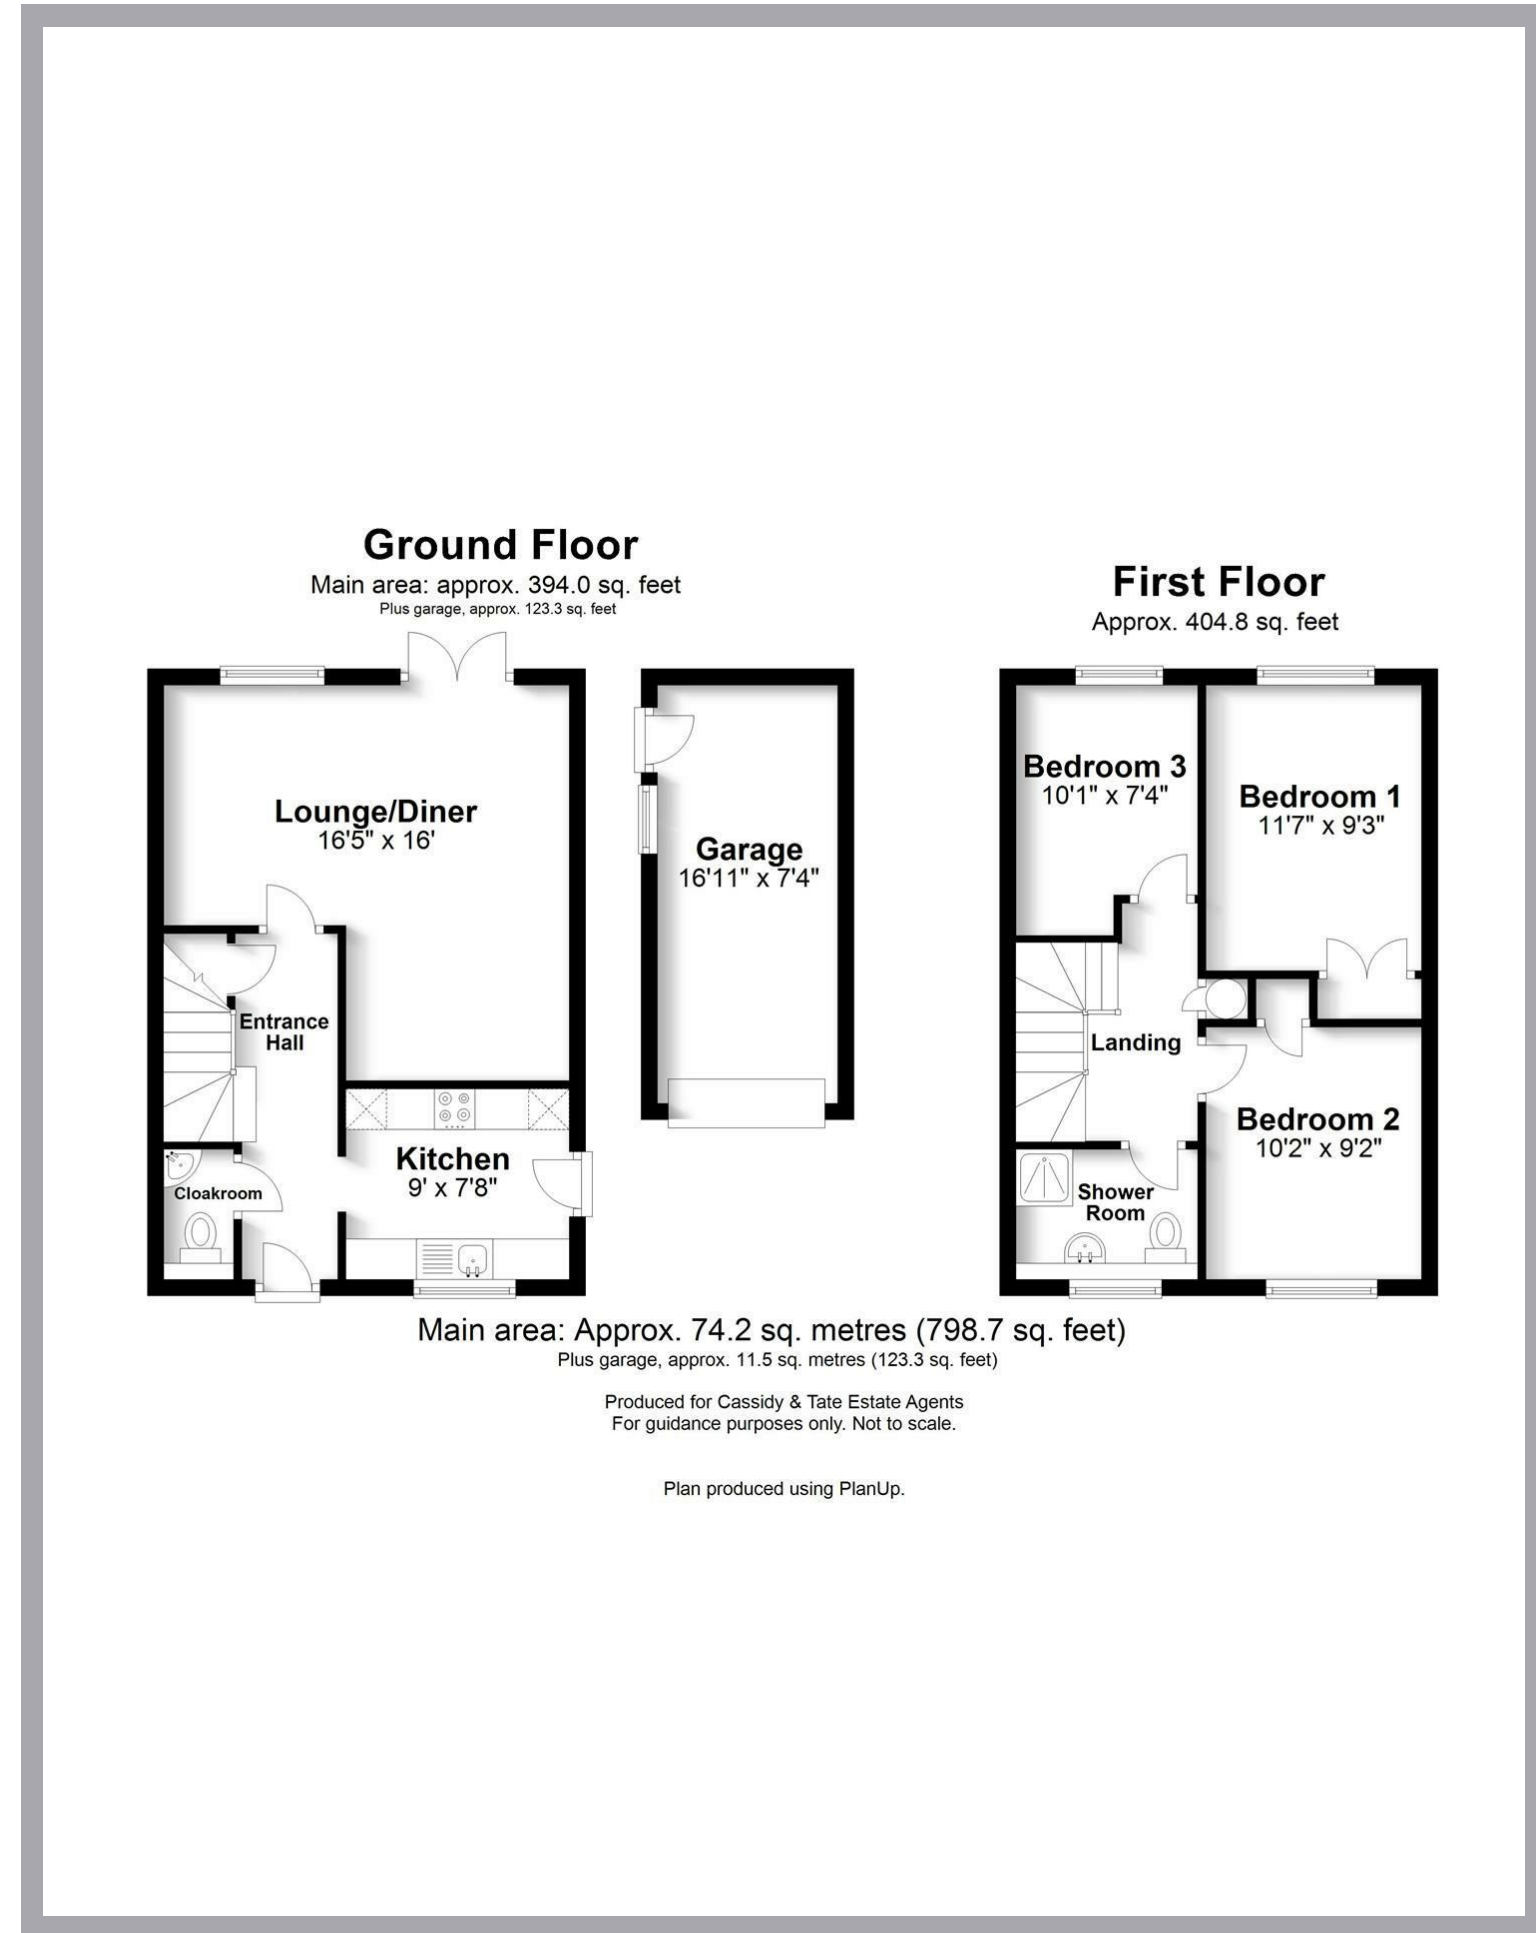 Ground Floor
Main area: approx. 394.0 sq. feet
Plus garage, approx. 123.3 sq. feet
Lounge/Diner
16'5" x 16'
Entrance
Hall
Kitchen
9' x 7'8"
Cloakroom
Garage
16'11" x 7'4"
First Floor
Approx. 404.8 sq. feet
Bedroom 3
10'1" x 7'4"
Bedroom 1
11'7" x 9'3"
Landing
Bedroom 2
10'2" x 9'2"
Shower
Room
Main area: Approx. 74.2 sq. metres (798.7 sq. feet)
Plus garage, approx. 11.5 sq. metres (123.3 sq. feet)
Produced for Cassidy & Tate Estate Agents
For guidance purposes only. Not to scale.
Plan produced using PlanUp.